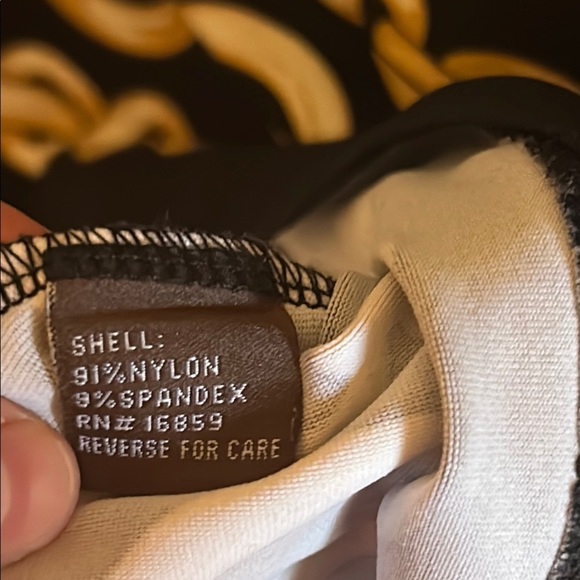 SHELL:
91%NYLON
9%SPANDEX
RN# 16859
REVERSE FOR CARE